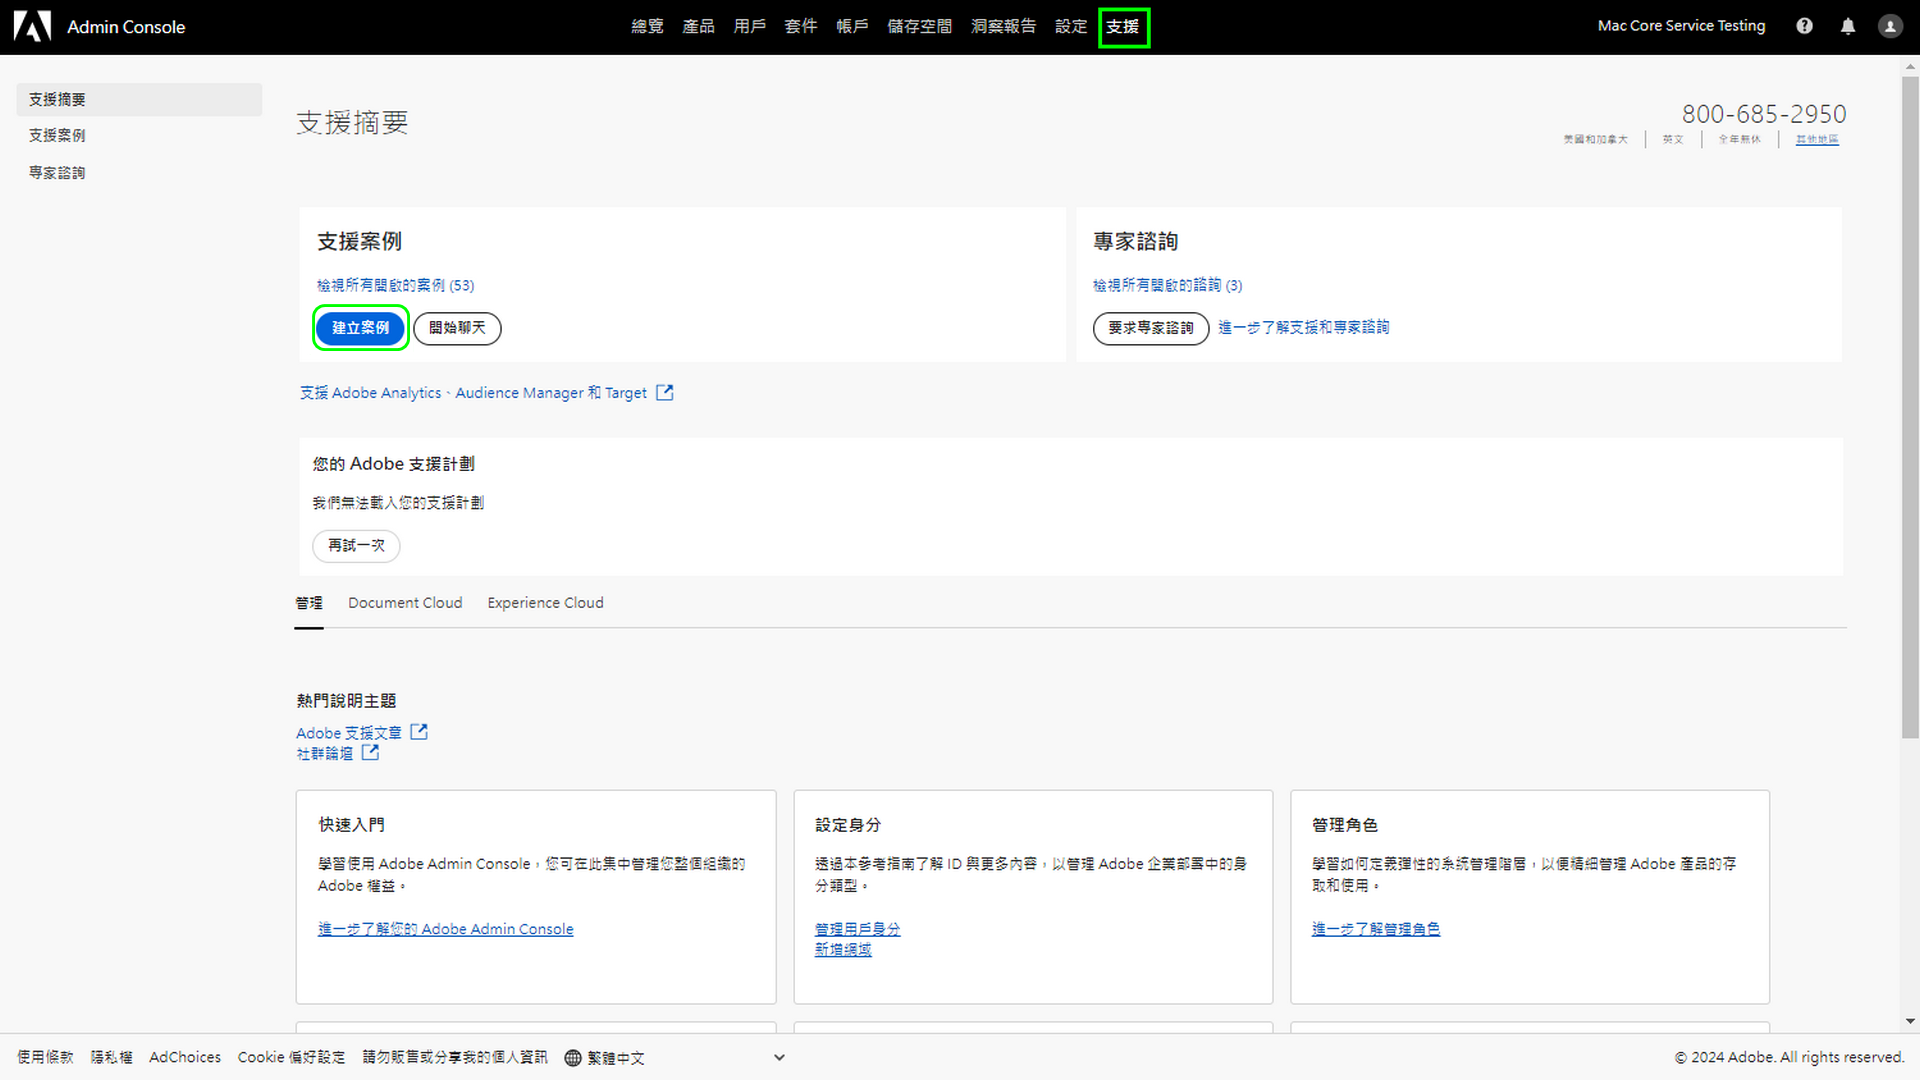 Admin Console
總覽 產品 用戶 套件 帳戶 儲存空間 洞察報告 設定 支援
Mac Core Service Testing
支援摘要
支援案例
專家諮詢
支援摘要
800-685-2950
美國和加拿大 英文 全年無休 其他地區
支援案例
檢視所有開啟的案例 (53)
建立案例 開始聊天
專家諮詢
檢視所有開啟的諮詢 (3)
要求專家諮詢 進一步了解支援和專家諮詢
支援 Adobe Analytics、Audience Manager 和 Target
您的 Adobe 支援計劃
我們無法載入您的支援計劃
再試一次
管理 Document Cloud Experience Cloud
熱門說明主題
Adobe 支援文章
社群論壇
快速入門
學習使用 Adobe Admin Console，您可在此集中管理您整個組織的
Adobe 權益。
進一步了解您的 Adobe Admin Console
設定身分
透過本參考指南了解 ID 與更多內容，以管理 Adobe 企業部署中的身
分類型。
管理用戶身分
新增網域
管理角色
學習如何定義彈性的系統管理階層，以便精細管理 Adobe 產品的存
取和使用。
進一步了解管理角色
使用條款 隱私權 AdChoices Cookie 偏好設定 請勿販售或分享我的個人資訊 繁體中文
© 2024 Adobe. All rights reserved.